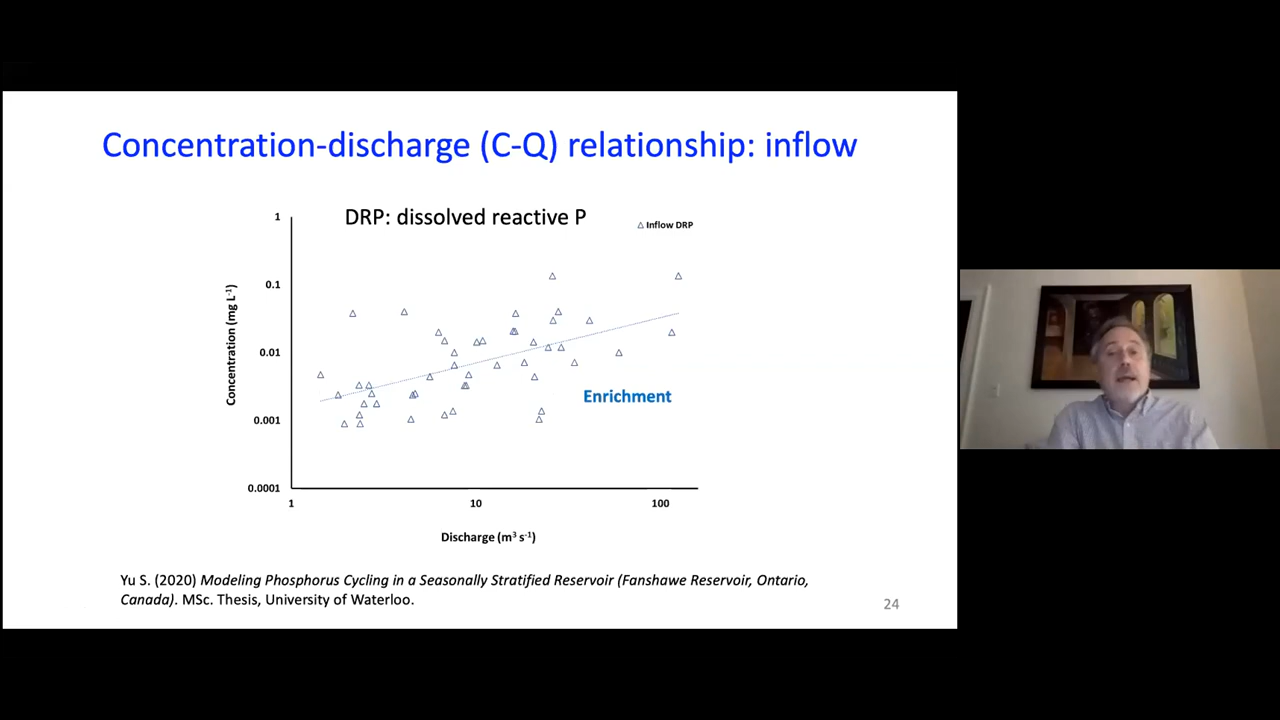 Concentration-discharge (C-Q) relationship: inflow
DRP: dissolved reactive P
Inflow DRP
1
0.1
0.01
0.001
0.0001
Concentration (mg L-1)
Enrichment
1
10
100
Discharge (m3 s-1)
Yu S. (2020) Modeling Phosphorus Cycling in a Seasonally Stratified Reservoir (Fanshawe Reservoir, Ontario,
Canada). MSc. Thesis, University of Waterloo.
24